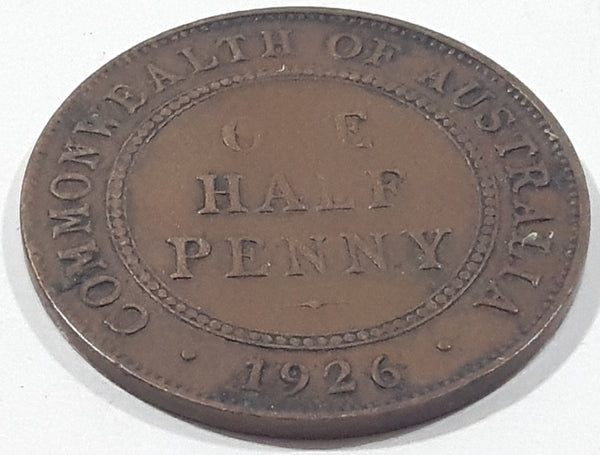 COMMONWEALTH OF AUSTRALIA
O E
HALF
PENNY
· 1926 ·